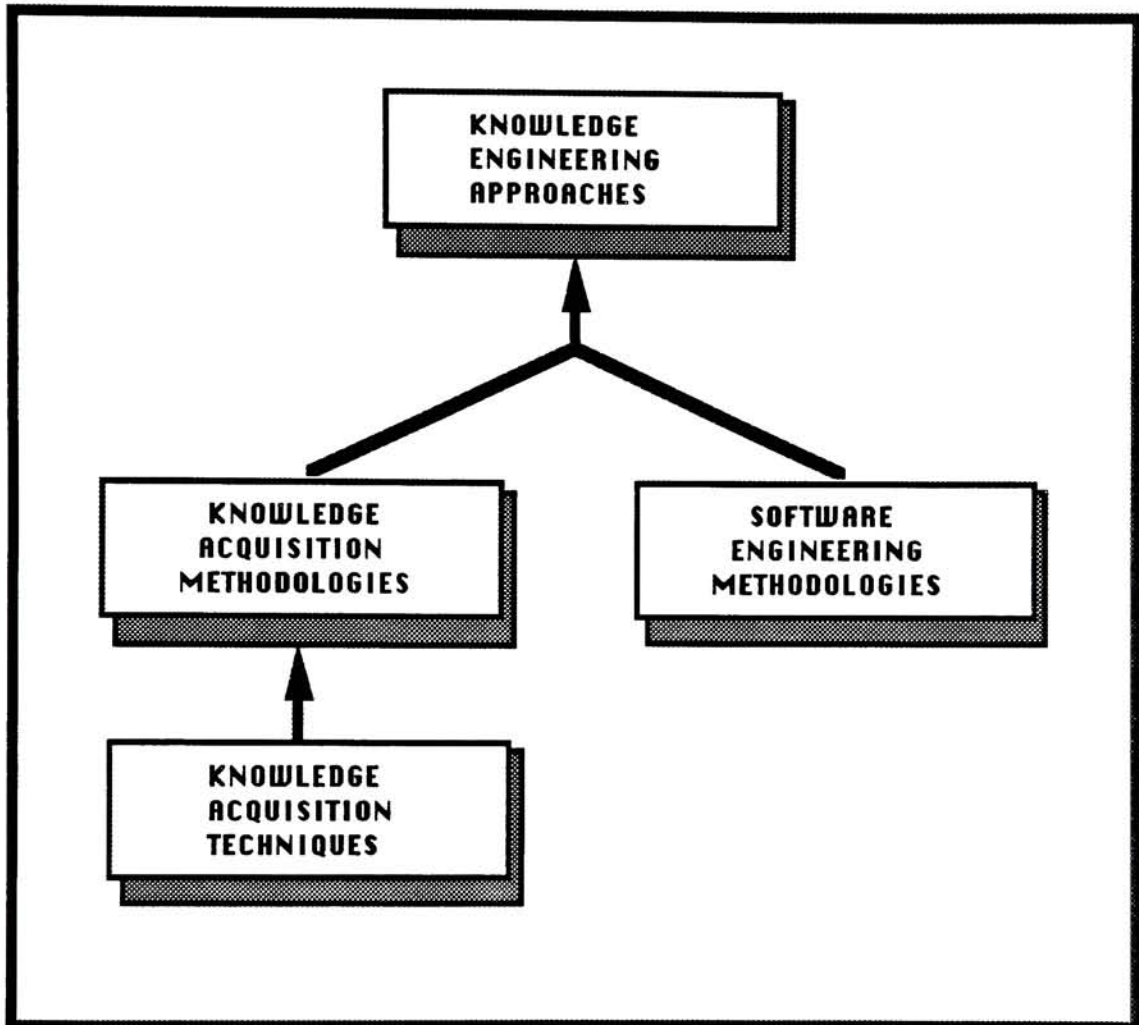 KNOWLEDGE
ENGINEERING
APPROACHES
KNOWLEDGE
ACQUISITION
METHODOLOGIES
SOFTWARE
ENGINEERING
METHODOLOGIES
KNOWLEDGE
ACQUISITION
TECHNIQUES